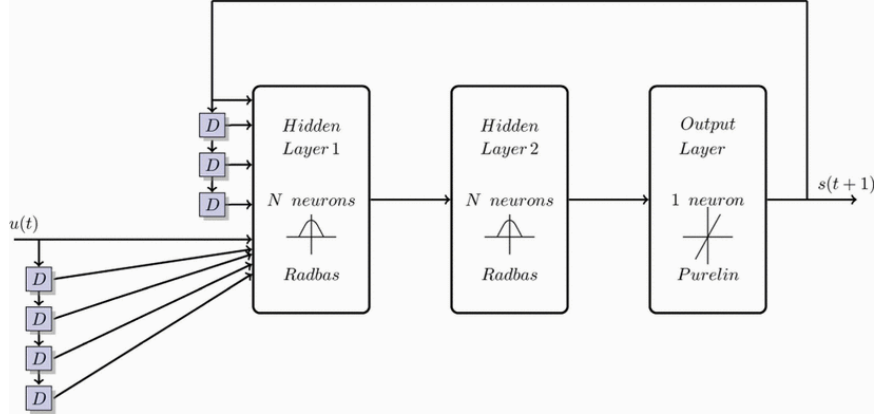 Hidden
Layer 1
N neurons
Radbas
Hidden
Layer 2
N neurons
Radbas
Output
Layer
1 neuron
Purelin
s(t+1)
D
D
D
u(t)
D
D
D
D